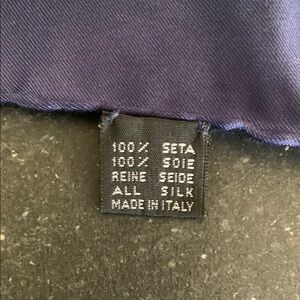 100% SETA
100% SOIE
REINE SEIDE
ALL SILK
MADE IN ITALY